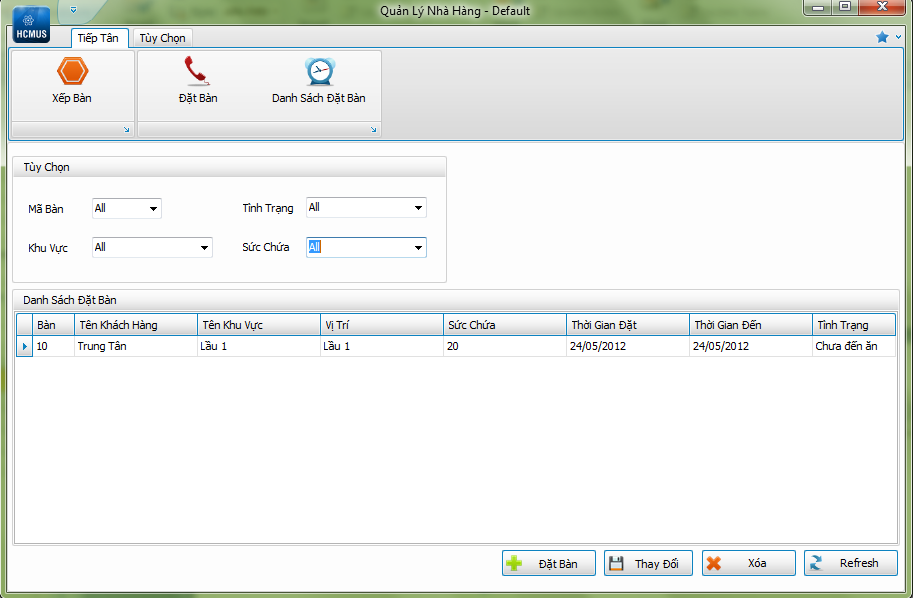 Quản Lý Nhà Hàng - Default
HCMUS
Tiếp Tân Tùy Chọn
Xếp Bàn Đặt Bàn Danh Sách Đặt Bàn
Tùy Chọn
Mã Bàn All Tình Trạng All
Khu Vực All Sức Chứa All
Danh Sách Đặt Bàn
Bàn Tên Khách Hàng Tên Khu Vực Vị Trí Sức Chứa Thời Gian Đặt Thời Gian Đến Tình Trạng
10 Trung Tân Lầu 1 Lầu 1 20 24/05/2012 24/05/2012 Chưa đến ăn
Đặt Bàn Thay Đổi Xóa Refresh